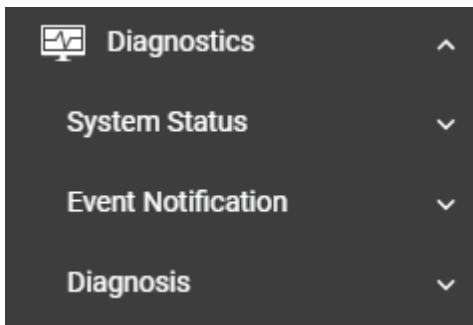 Diagnostics
System Status
Event Notification
Diagnosis